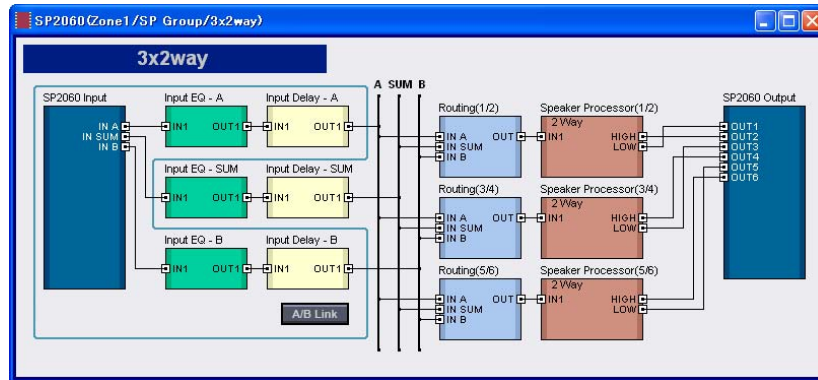 SP2060(Zone1/SP Group/3x2way)
3x2way
A SUM B
SP2060 Input
IN A
IN SUM
IN B
Input EQ - A
IN1 OUT1
Input Delay - A
IN1 OUT1
Input EQ - SUM
IN1 OUT1
Input Delay - SUM
IN1 OUT1
Input EQ - B
IN1 OUT1
Input Delay - B
IN1 OUT1
A/B Link
Routing(1/2)
IN A OUT
IN SUM
IN B
Speaker Processor(1/2)
2 Way
IN1 HIGH
LOW
Routing(3/4)
IN A OUT
IN SUM
IN B
Speaker Processor(3/4)
2 Way
IN1 HIGH
LOW
Routing(5/6)
IN A OUT
IN SUM
IN B
Speaker Processor(5/6)
2 Way
IN1 HIGH
LOW
SP2060 Output
OUT1
OUT2
OUT3
OUT4
OUT5
OUT6